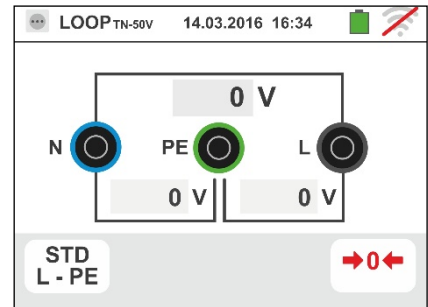 LOOP TN-50V 14.03.2016 16:34
0 V
N PE L
0 V 0 V
STD
L - PE
→0←